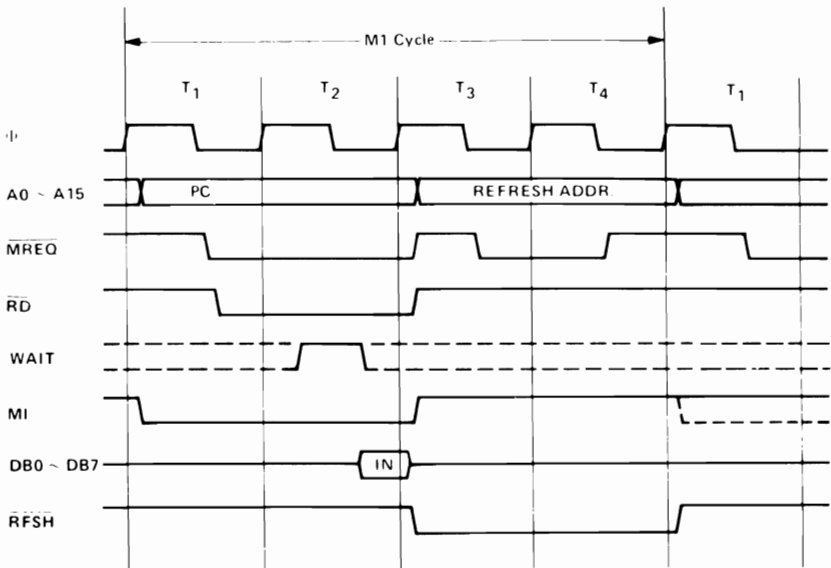 M1 Cycle
T1 T2 T3 T4 T1
Φ
A0 ~ A15 PC REFRESH ADDR.
MREQ
RD
WAIT
MI
DB0 ~ DB7 IN
RFSH